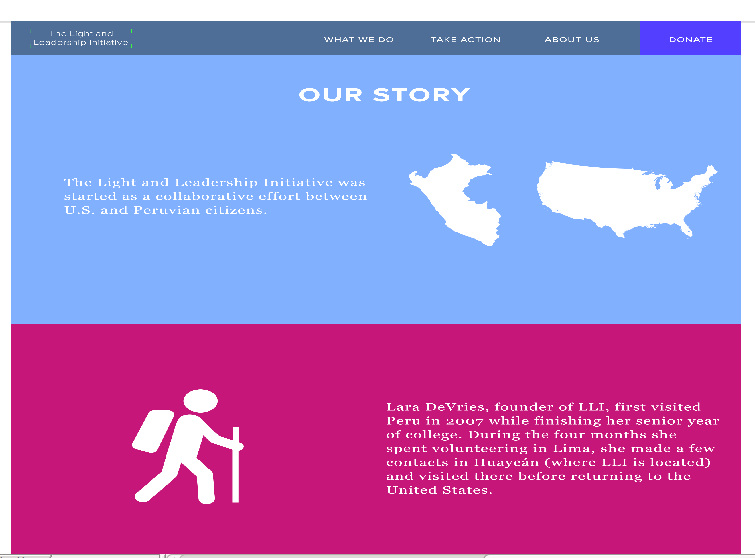 The Light and
Leadership Initiative
WHAT WE DO
TAKE ACTION
ABOUT US
DONATE
OUR STORY
The Light and Leadership Initiative was
started as a collaborative effort between
U.S. and Peruvian citizens.
Lara DeVries, founder of LLI, first visited
Peru in 2007 while finishing her senior year
of college. During the four months she
spent volunteering in Lima, she made a few
contacts in Huaycán (where LLI is located)
and visited there before returning to the
United States.